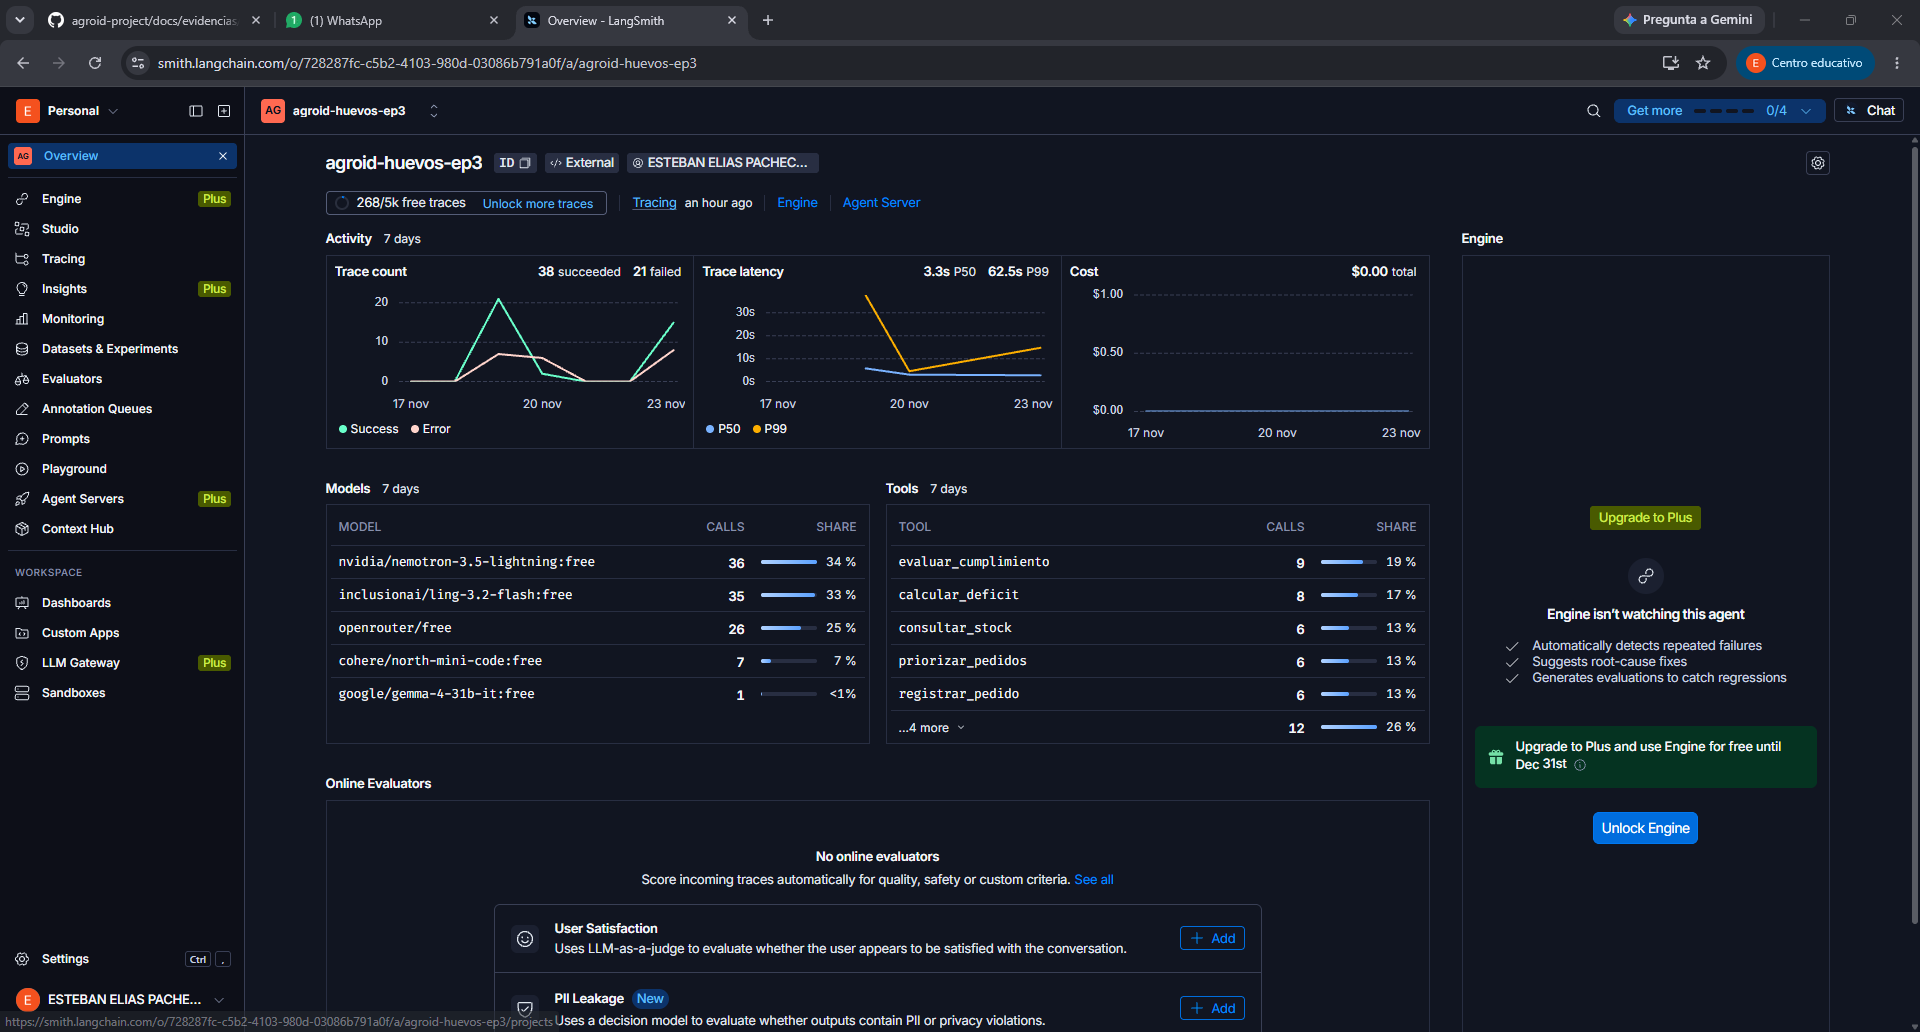 agroid-project/docs/evidencias
(1) WhatsApp
Overview - LangSmith
Pregunta a Gemini
smith.langchain.com/o/728287fc-c5b2-4103-980d-03086b791a0f/a/agroid-huevos-ep3
E Centro educativo
E Personal
AG agroid-huevos-ep3
Get more 0/4
Chat
AG Overview
Engine Plus
Studio
Tracing
Insights Plus
Monitoring
Datasets & Experiments
Evaluators
Annotation Queues
Prompts
Playground
Agent Servers Plus
Context Hub
WORKSPACE
Dashboards
Custom Apps
LLM Gateway Plus
Sandboxes
Settings Ctrl ,
E ESTEBAN ELIAS PACHE...
https://smith.langchain.com/o/728287fc-c5b2-4103-980d-03086b791a0f/a/agroid-huevos-ep3/projects
agroid-huevos-ep3 ID External @ ESTEBAN ELIAS PACHEC...
268/5k free traces Unlock more traces Tracing an hour ago Engine Agent Server
Activity 7 days
Trace count 38 succeeded 21 failed
20
10
0
17 nov 20 nov 23 nov
Success Error
Trace latency 3.3s P50 62.5s P99
30s
20s
10s
0s
17 nov 20 nov 23 nov
P50 P99
Cost $0.00 total
$1.00
$0.50
$0.00
17 nov 20 nov 23 nov
Models 7 days
MODEL CALLS SHARE
nvidia/nemotron-3.5-lightning:free 36 34 %
inclusionai/ling-3.2-flash:free 35 33 %
openrouter/free 26 25 %
cohere/north-mini-code:free 7 7 %
google/gemma-4-31b-it:free 1 <1%
Tools 7 days
TOOL CALLS SHARE
evaluar_cumplimiento 9 19 %
calcular_deficit 8 17 %
consultar_stock 6 13 %
priorizar_pedidos 6 13 %
registrar_pedido 6 13 %
...4 more 12 26 %
Online Evaluators
No online evaluators
Score incoming traces automatically for quality, safety or custom criteria. See all
User Satisfaction
Uses LLM-as-a-judge to evaluate whether the user appears to be satisfied with the conversation.
+ Add
PII Leakage New
Uses a decision model to evaluate whether outputs contain PII or privacy violations.
+ Add
Engine
Upgrade to Plus
Engine isn't watching this agent
Automatically detects repeated failures
Suggests root-cause fixes
Generates evaluations to catch regressions
Upgrade to Plus and use Engine for free until
Dec 31st
Unlock Engine